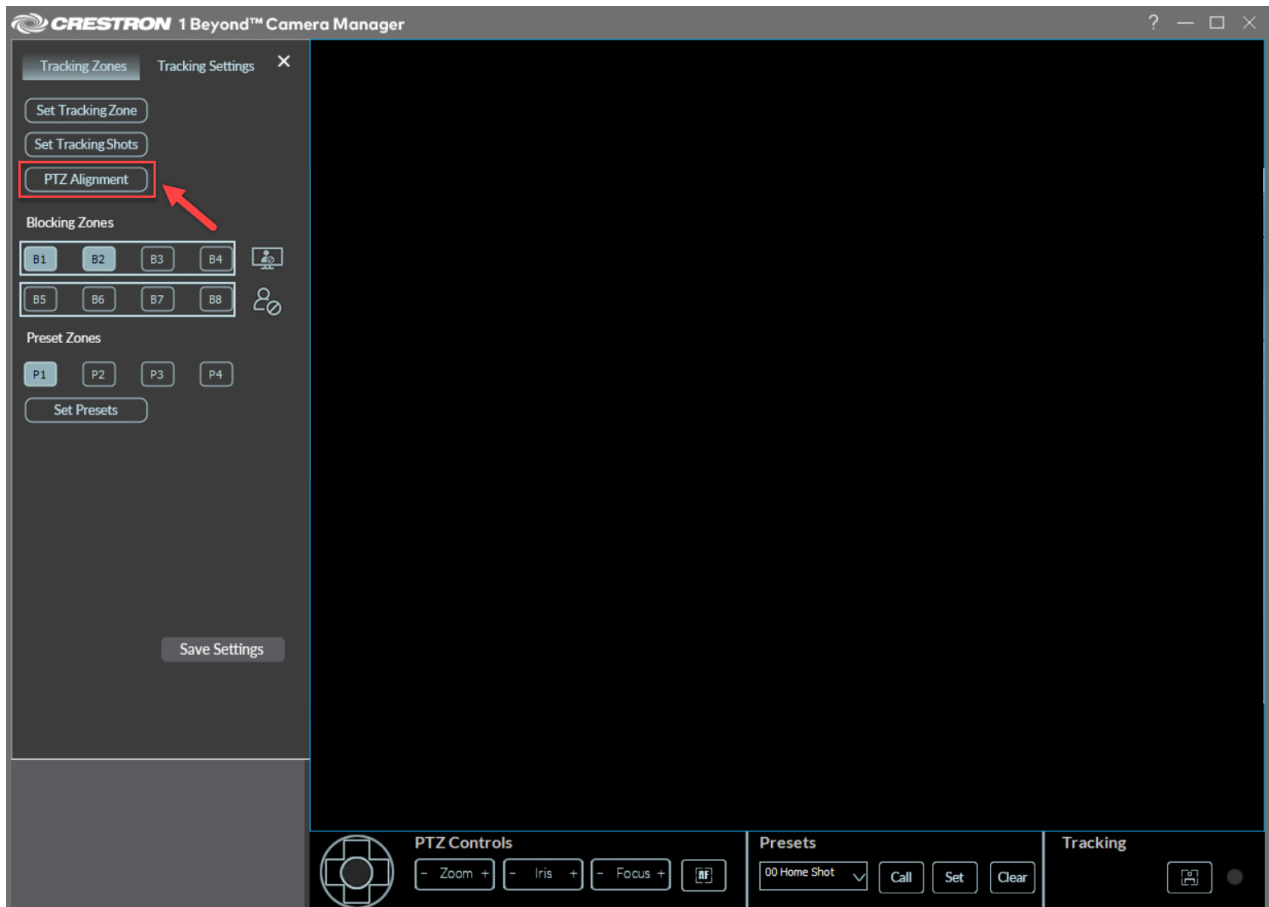 CRESTRON 1 Beyond™ Camera Manager ? — □ ×
Tracking Zones Tracking Settings ×
Set Tracking Zone
Set Tracking Shots
PTZ Alignment
Blocking Zones
B1 B2 B3 B4
B5 B6 B7 B8
Preset Zones
P1 P2 P3 P4
Set Presets
Save Settings
PTZ Controls Presets Tracking
- Zoom + - Iris + - Focus + AF 00 Home Shot Call Set Clear